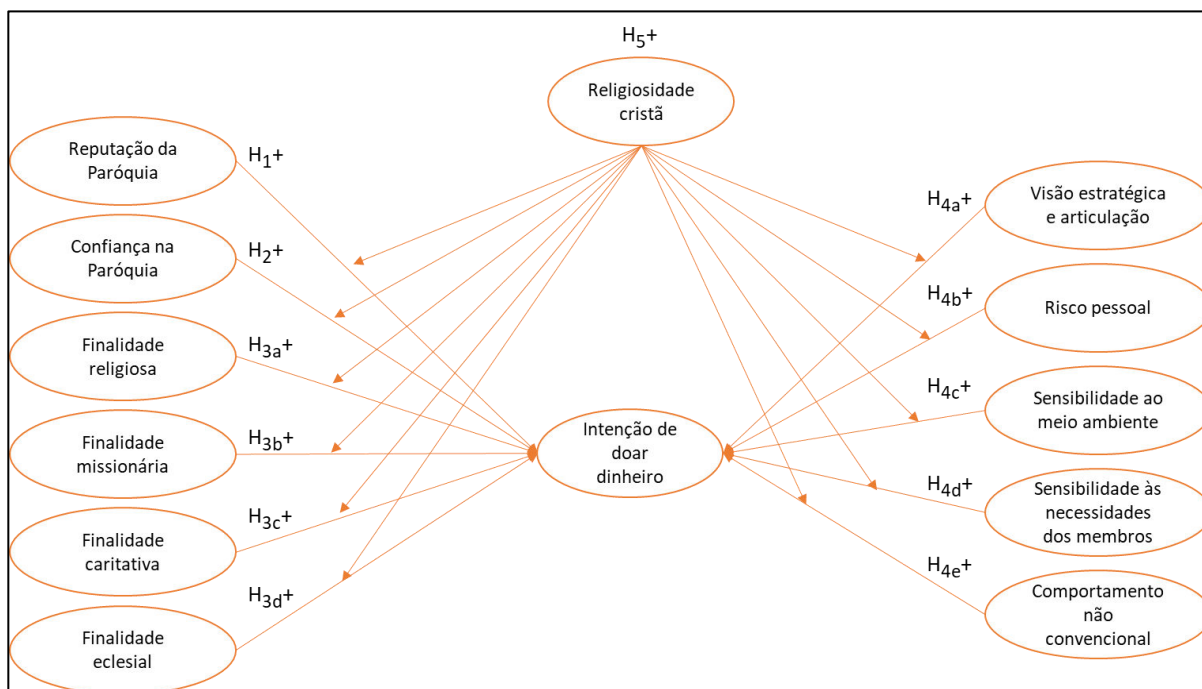 H5+
Religiosidade
cristã
Reputação da
Paróquia
H1+
Confiança na
Paróquia
H2+
Finalidade
religiosa
H3a+
Finalidade
missionária
H3b+
Finalidade
caritativa
H3c+
Finalidade
eclesial
H3d+
Intenção de
doar
dinheiro
H4a+
Visão estratégica
e articulação
H4b+
Risco pessoal
H4c+
Sensibilidade ao
meio ambiente
H4d+
Sensibilidade às
necessidades
dos membros
H4e+
Comportamento
não
convencional